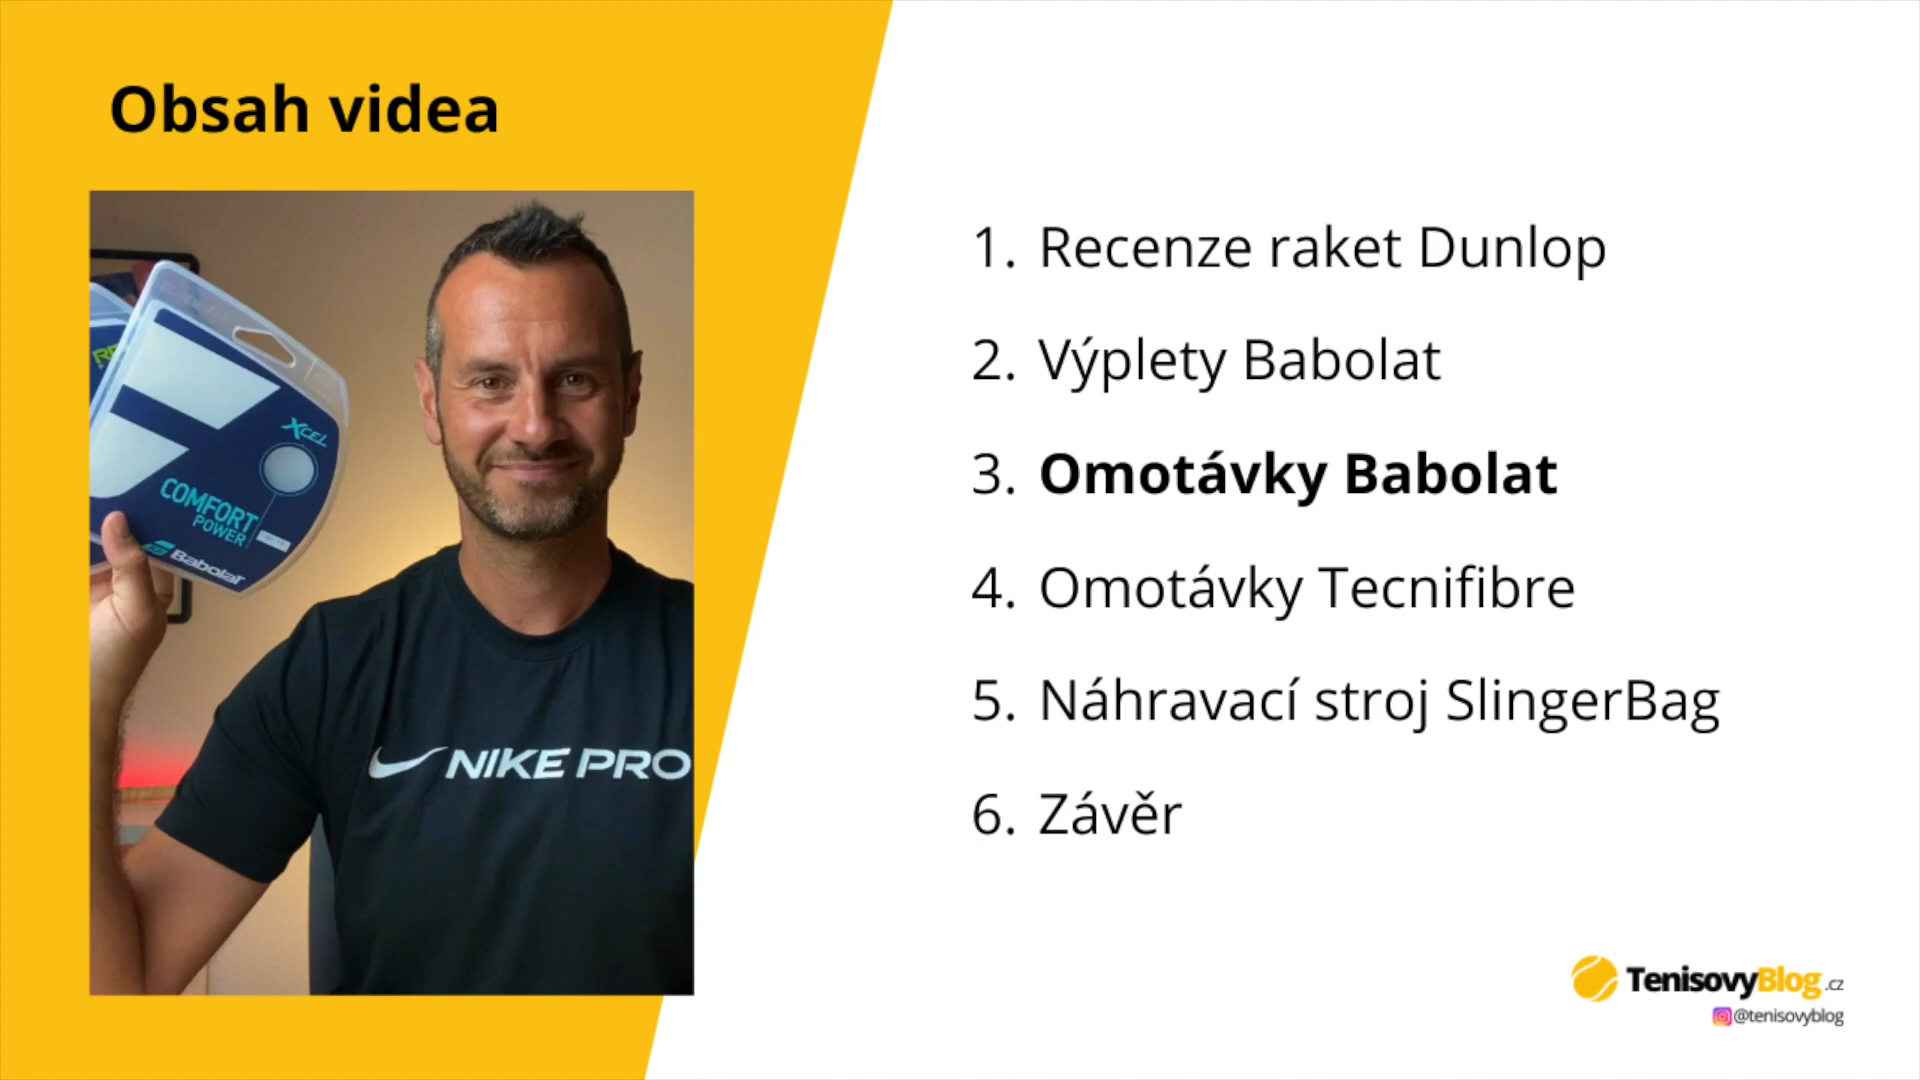 Obsah videa
XCEL
COMFORT
POWER
Babolat
NIKE PRO
1. Recenze raket Dunlop
2. Výplety Babolat
3. Omotávky Babolat
4. Omotávky Tecnifibre
5. Náhravací stroj SlingerBag
6. Závěr
TenisovyBlog.cz
@tenisovyblog